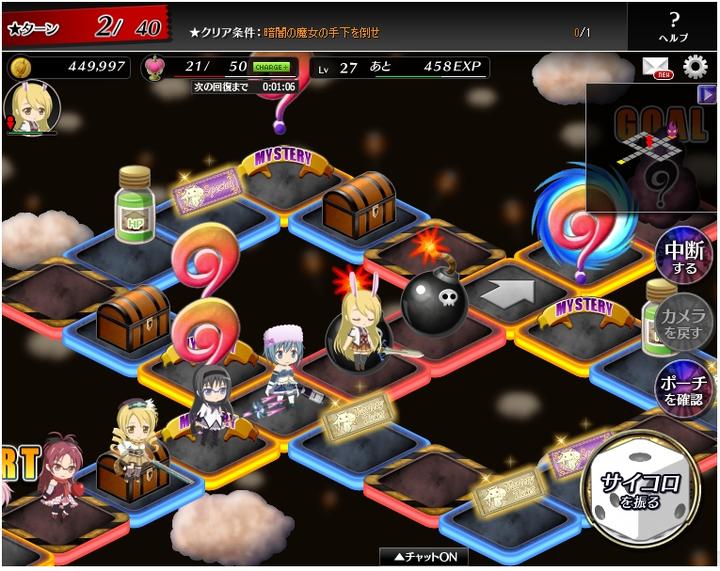 ★ターン 2/ 40
★クリア条件：暗闇の魔女の手下を倒せ 0/1
?
ヘルプ
449,997
21/ 50 CHARGE+
Lv 27 あと 458EXP
NEW
次の回復まで 0:01:06
GOAL
MYSTERY
Special
HP
中断
する
MYSTERY
カメラ
を戻す
ポーチ
を確認
RT
サイコロ
を振る
▲チャットON